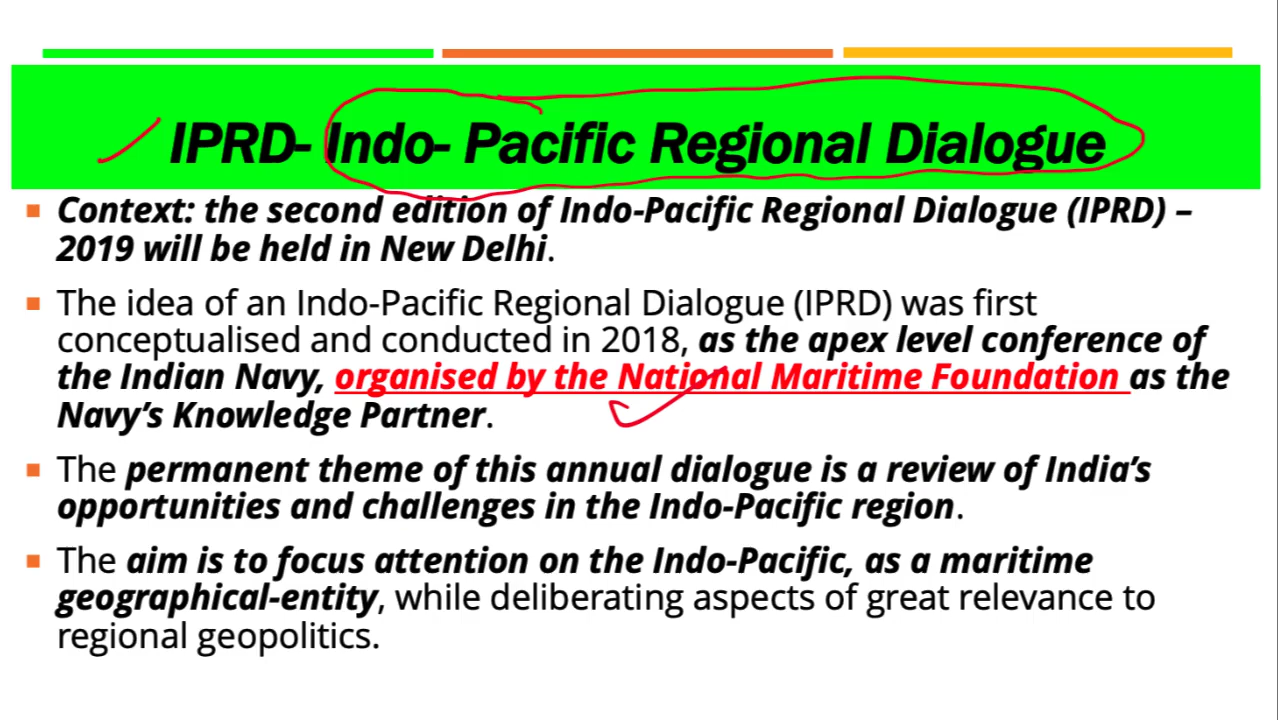 IPRD- Indo- Pacific Regional Dialogue
Context: the second edition of Indo-Pacific Regional Dialogue (IPRD) –
2019 will be held in New Delhi.
The idea of an Indo-Pacific Regional Dialogue (IPRD) was first
conceptualised and conducted in 2018, as the apex level conference of
the Indian Navy, organised by the National Maritime Foundation as the
Navy’s Knowledge Partner.
The permanent theme of this annual dialogue is a review of India’s
opportunities and challenges in the Indo-Pacific region.
The aim is to focus attention on the Indo-Pacific, as a maritime
geographical-entity, while deliberating aspects of great relevance to
regional geopolitics.